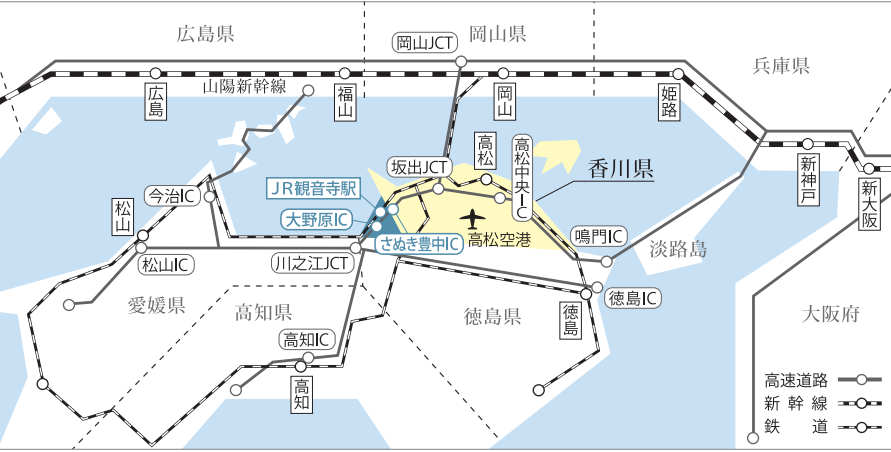 広島県
岡山県
兵庫県
岡山JCT
山陽新幹線
広島
福山
岡山
姫路
新神戸
新大阪
坂出JCT
高松
高松中央IC
香川県
今治IC
JR観音寺駅
大野原IC
さぬき豊中IC
高松空港
鳴門IC
淡路島
松山
松山IC
川之江JCT
徳島IC
愛媛県
高知県
徳島県
徳島
大阪府
高知IC
高知
高速道路
新幹線
鉄道